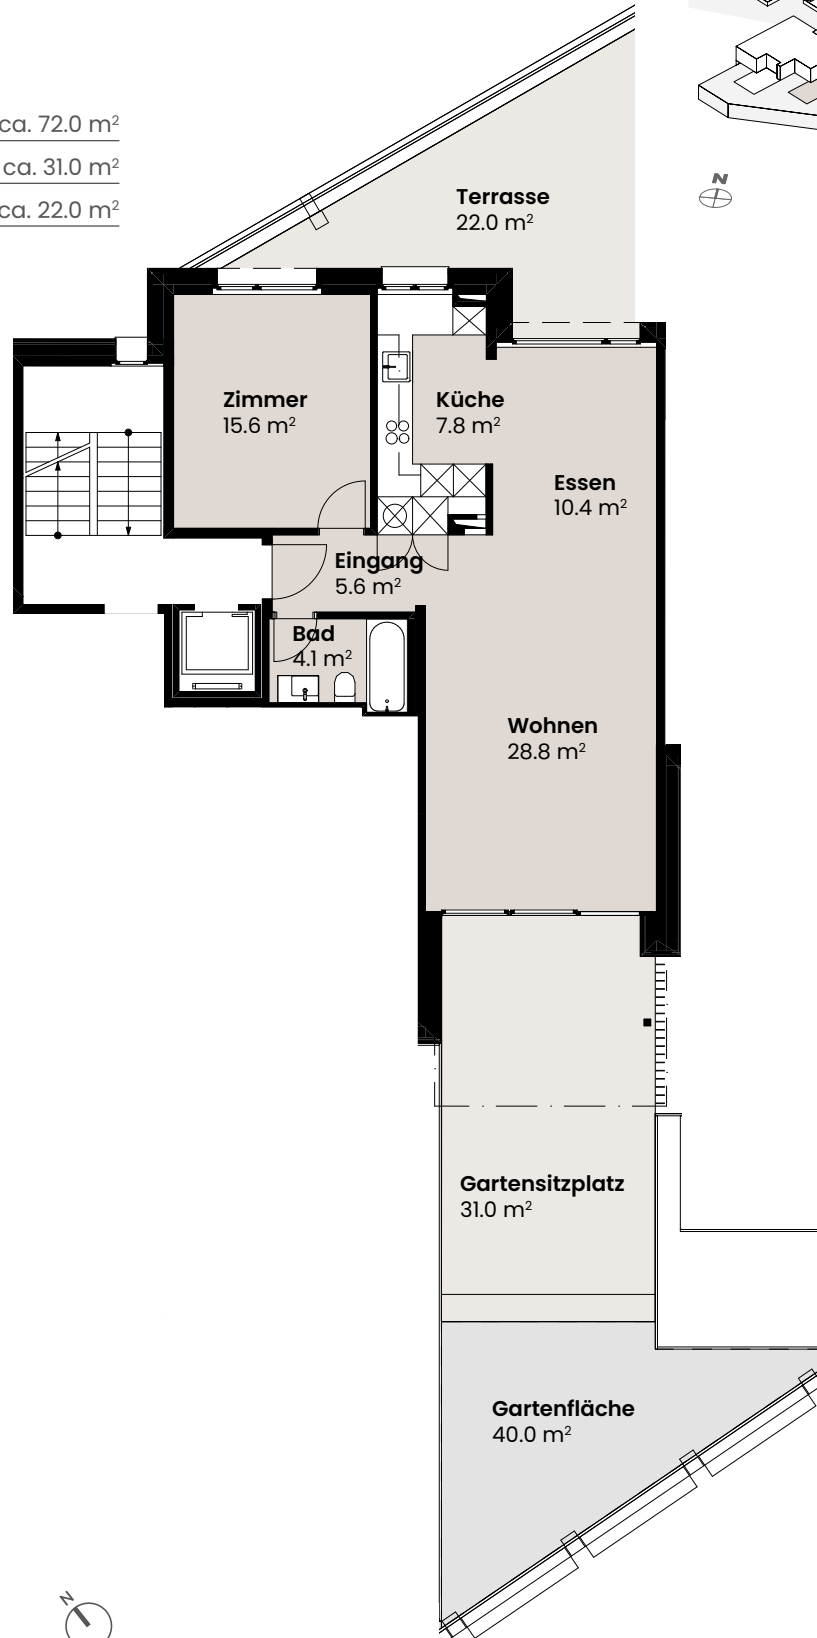 ca. 72.0 m²
ca. 31.0 m²
ca. 22.0 m²
N
Terrasse
22.0 m²
Zimmer
15.6 m²
Küche
7.8 m²
Essen
10.4 m²
Eingang
5.6 m²
Bad
4.1 m²
Wohnen
28.8 m²
Gartensitzplatz
31.0 m²
Gartenfläche
40.0 m²
N